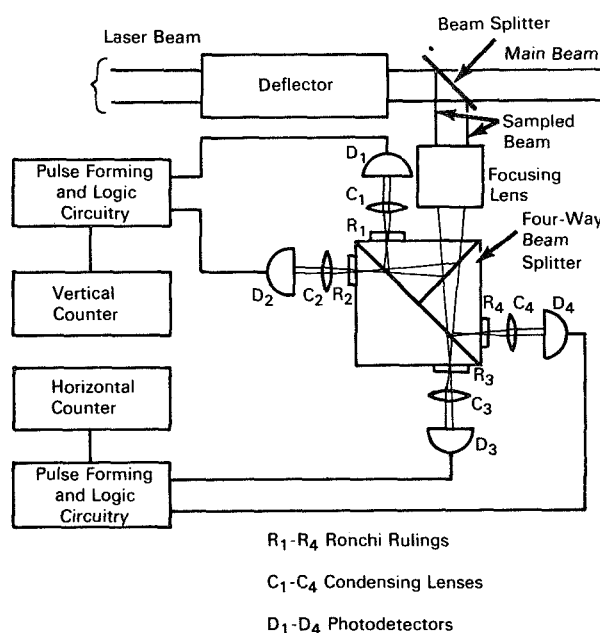 Beam Splitter
Laser Beam
Main Beam
Deflector
Sampled
Beam
D1
Pulse Forming
and Logic
Circuitry
C1
Focusing
Lens
R1
Four-Way
Beam
Splitter
D2
C2
R2
R4
C4
D4
Vertical
Counter
R3
Horizontal
Counter
C3
D3
Pulse Forming
and Logic
Circuitry
R1-R4 Ronchi Rulings
C1-C4 Condensing Lenses
D1-D4 Photodetectors